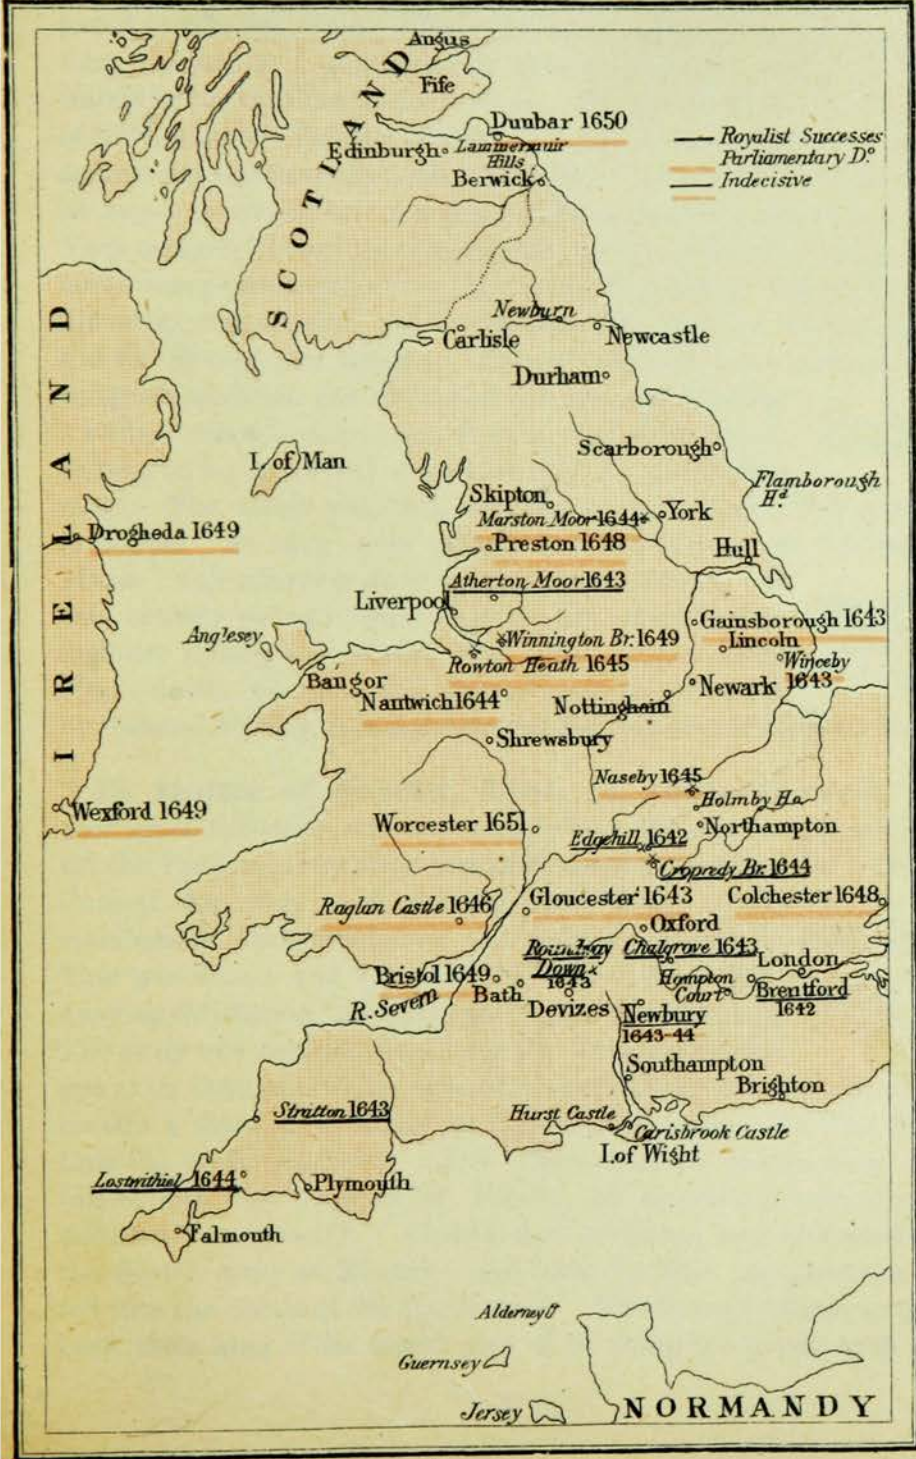 Angus
SCOTLAND
Fife
Dunbar 1650
Edinburgh
Lammermuir
Hills
Berwick
Royalist Successes
Parliamentary Dº
Indecisive
Newburn
Carlisle
Newcastle
Durham
Scarborough
I. of Man
Flamborough
Hd.
Skipton
Marston Moor 1644
York
IRELAND
Drogheda 1649
Preston 1648
Hull
Atherton Moor 1643
Liverpool
Gainsborough 1643
Anglesey
Winnington Br. 1649
Lincoln
Rowton Heath 1645
Winceby
1643
Bangor
Nantwich 1644
Nottingham
Newark
Shrewsbury
Naseby 1645
Holmby Ho.
Wexford 1649
Worcester 1651
Edgehill 1642
Northampton
Cropredy Br. 1644
Raglan Castle 1646
Gloucester 1643
Colchester 1648
Oxford
Roundway
Down
1643
Chalgrove 1643
London
Bristol 1649
Bath
Hompton
Court
Brentford
1642
R. Severn
Devizes
Newbury
1643-44
Southampton
Brighton
Stratton 1643
Hurst Castle
Carisbrook Castle
I. of Wight
Lostwithiel 1644
Plymouth
Falmouth
Alderney
Guernsey
Jersey
NORMANDY